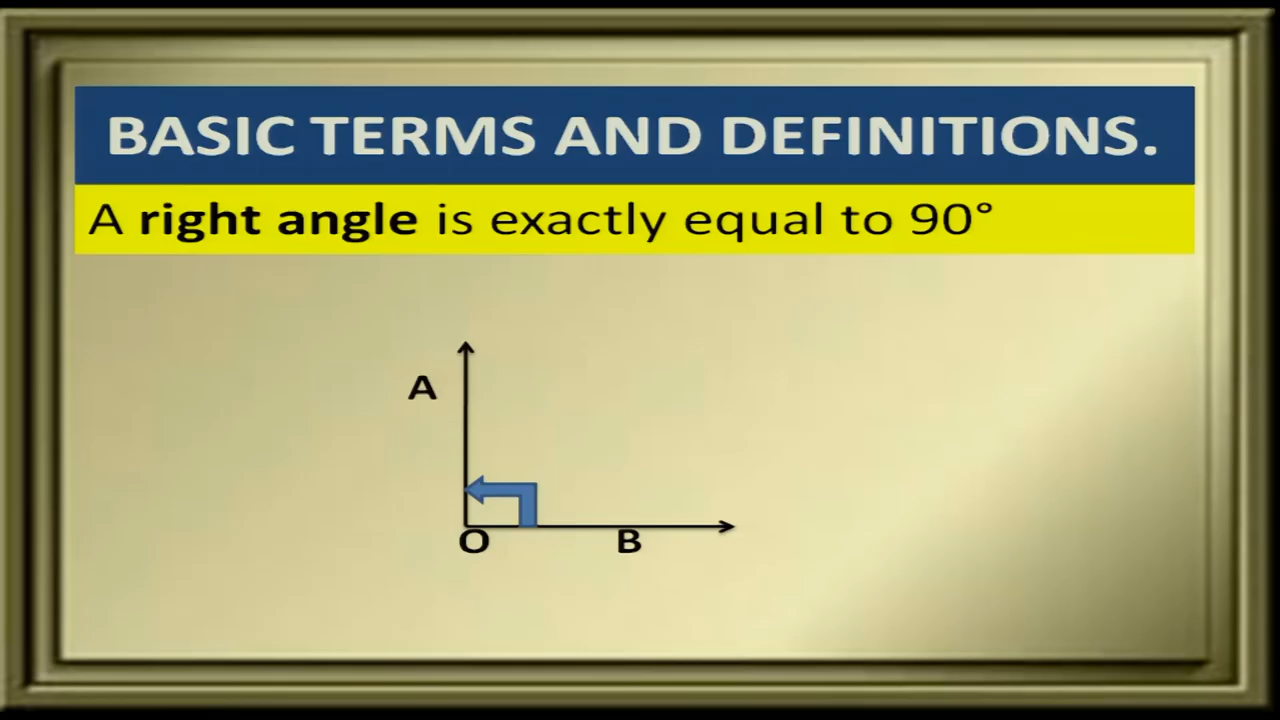 BASIC TERMS AND DEFINITIONS.
A right angle is exactly equal to 90°
A
O B